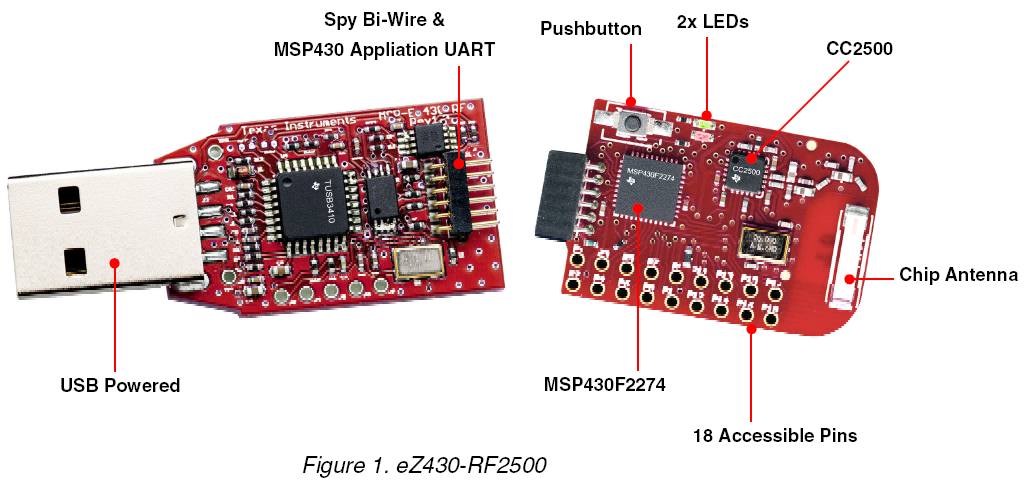 Spy Bi-Wire &
MSP430 Appliation UART
Pushbutton
2x LEDs
CC2500
Texas Instruments
TUSB3410
MSP430F2274
CC2500
Chip Antenna
USB Powered
MSP430F2274
18 Accessible Pins
Figure 1. eZ430-RF2500